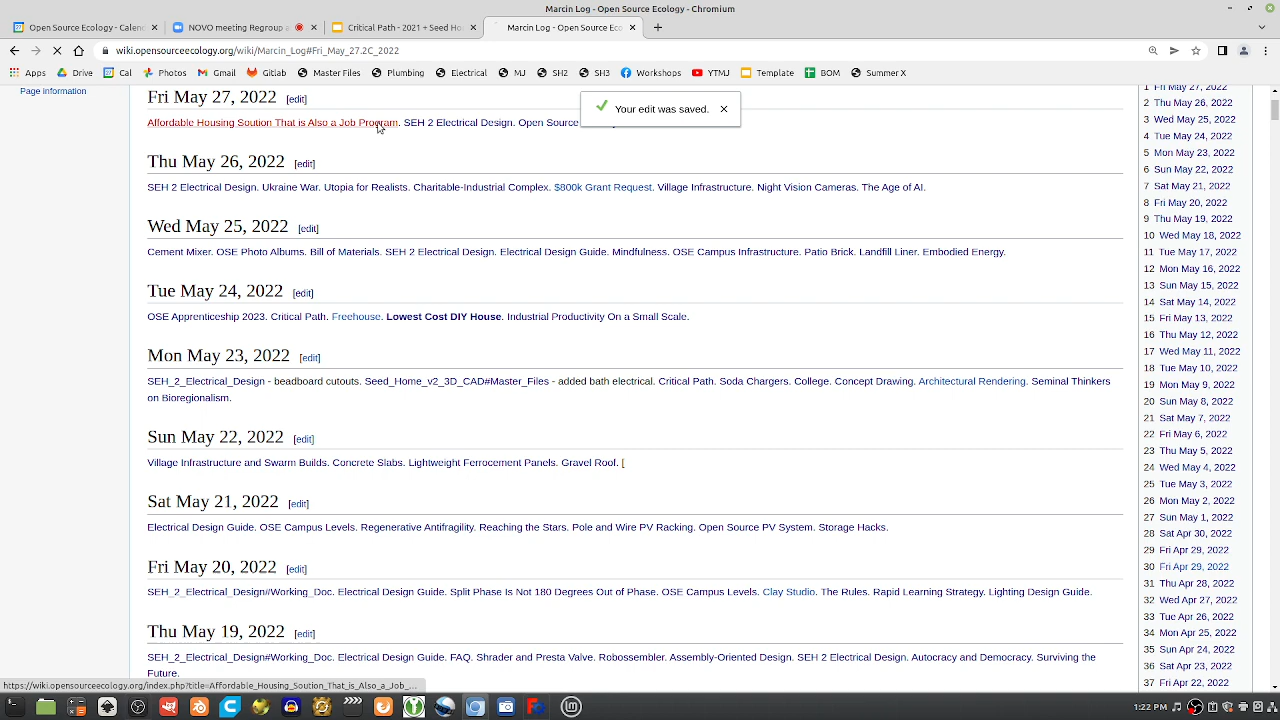 Marcin Log - Open Source Ecology - Chromium
Open Source Ecology - Calen
NOVO meeting Regroup a
Critical Path - 2021 + Seed Ho
Marcin Log - Open Source Eco
wiki.opensourceecology.org/wiki/Marcin_Log#Fri_May_27.2C_2022
Apps Drive Cal Photos Gmail Gitlab Master Files Plumbing Electrical MJ SH2 SH3 Workshops YTMJ Template BOM Summer X
Page information
Fri May 27, 2022 [edit]
Your edit was saved.
Affordable Housing Soution That is Also a Job Program. SEH 2 Electrical Design. Open Source
Thu May 26, 2022 [edit]
SEH 2 Electrical Design. Ukraine War. Utopia for Realists. Charitable-Industrial Complex. $800k Grant Request. Village Infrastructure. Night Vision Cameras. The Age of AI.
Wed May 25, 2022 [edit]
Cement Mixer. OSE Photo Albums. Bill of Materials. SEH 2 Electrical Design. Electrical Design Guide. Mindfulness. OSE Campus Infrastructure. Patio Brick. Landfill Liner. Embodied Energy.
Tue May 24, 2022 [edit]
OSE Apprenticeship 2023. Critical Path. Freehouse. Lowest Cost DIY House. Industrial Productivity On a Small Scale.
Mon May 23, 2022 [edit]
SEH_2_Electrical_Design - beadboard cutouts. Seed_Home_v2_3D_CAD#Master_Files - added bath electrical. Critical Path. Soda Chargers. College. Concept Drawing. Architectural Rendering. Seminal Thinkers
on Bioregionalism.
Sun May 22, 2022 [edit]
Village Infrastructure and Swarm Builds. Concrete Slabs. Lightweight Ferrocement Panels. Gravel Roof. [
Sat May 21, 2022 [edit]
Electrical Design Guide. OSE Campus Levels. Regenerative Antifragility. Reaching the Stars. Pole and Wire PV Racking. Open Source PV System. Storage Hacks.
Fri May 20, 2022 [edit]
SEH_2_Electrical_Design#Working_Doc. Electrical Design Guide. Split Phase Is Not 180 Degrees Out of Phase. OSE Campus Levels. Clay Studio. The Rules. Rapid Learning Strategy. Lighting Design Guide.
Thu May 19, 2022 [edit]
SEH_2_Electrical_Design#Working_Doc. Electrical Design Guide. FAQ. Shrader and Presta Valve. Robossembler. Assembly-Oriented Design. SEH 2 Electrical Design. Autocracy and Democracy. Surviving the
Future.
1 Fri May 27, 2022
2 Thu May 26, 2022
3 Wed May 25, 2022
4 Tue May 24, 2022
5 Mon May 23, 2022
6 Sun May 22, 2022
7 Sat May 21, 2022
8 Fri May 20, 2022
9 Thu May 19, 2022
10 Wed May 18, 2022
11 Tue May 17, 2022
12 Mon May 16, 2022
13 Sun May 15, 2022
14 Sat May 14, 2022
15 Fri May 13, 2022
16 Thu May 12, 2022
17 Wed May 11, 2022
18 Tue May 10, 2022
19 Mon May 9, 2022
20 Sun May 8, 2022
21 Sat May 7, 2022
22 Fri May 6, 2022
23 Thu May 5, 2022
24 Wed May 4, 2022
25 Tue May 3, 2022
26 Mon May 2, 2022
27 Sun May 1, 2022
28 Sat Apr 30, 2022
29 Fri Apr 29, 2022
30 Fri Apr 29, 2022
31 Thu Apr 28, 2022
32 Wed Apr 27, 2022
33 Tue Apr 26, 2022
34 Mon Apr 25, 2022
35 Sun Apr 24, 2022
36 Sat Apr 23, 2022
37 Fri Apr 22, 2022
https://wiki.opensourceecology.org/index.php?title=Affordable_Housing_Soution_That_is_Also_a_Job_...
1:22 PM